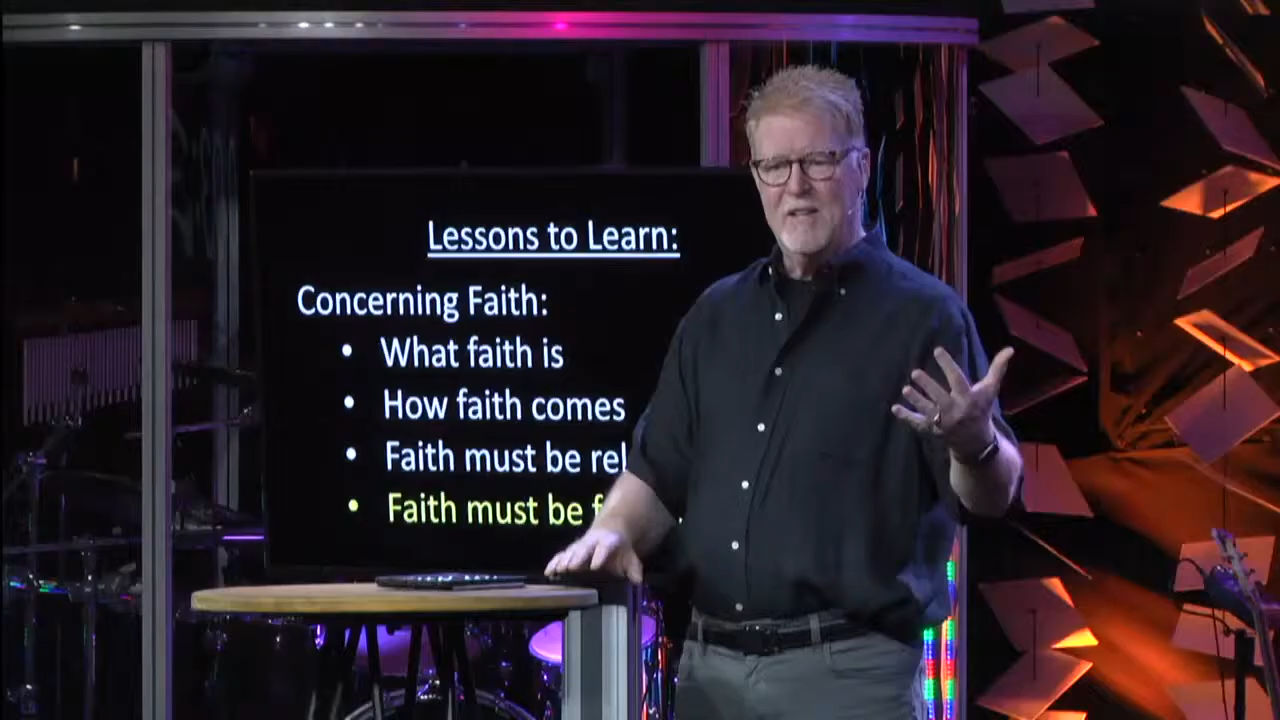 Lessons to Learn:
Concerning Faith:
• What faith is
• How faith comes
• Faith must be
• Faith must be